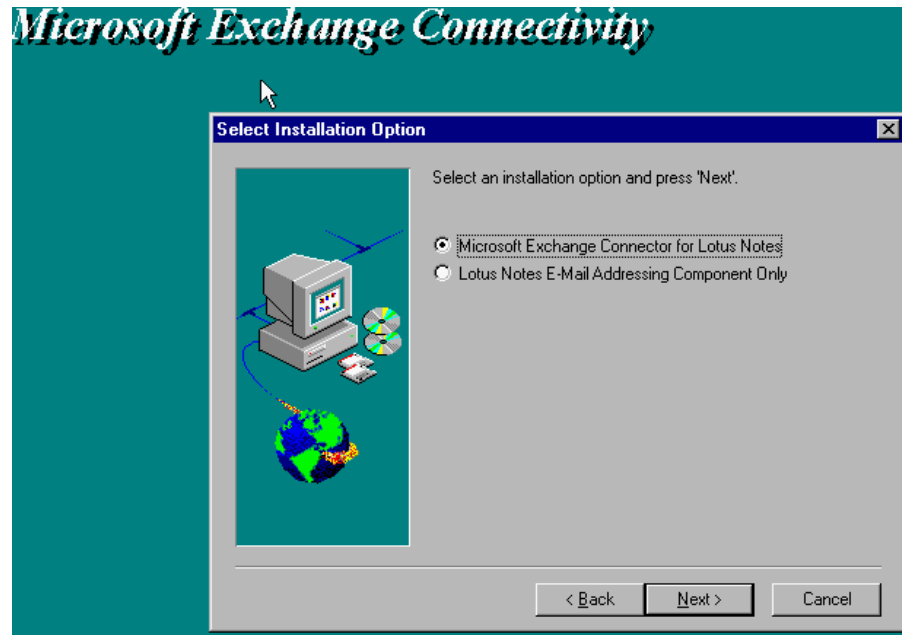 Microsoft Exchange Connectivity
Select Installation Option
Select an installation option and press 'Next'.
Microsoft Exchange Connector for Lotus Notes
Lotus Notes E-Mail Addressing Component Only
< Back Next > Cancel